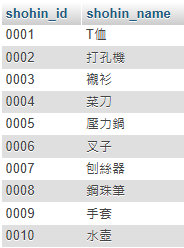 shohin_id shohin_name
0001 T恤
0002 打孔機
0003 襯衫
0004 菜刀
0005 壓力鍋
0006 叉子
0007 刨絲器
0008 鋼珠筆
0009 手套
0010 水壺